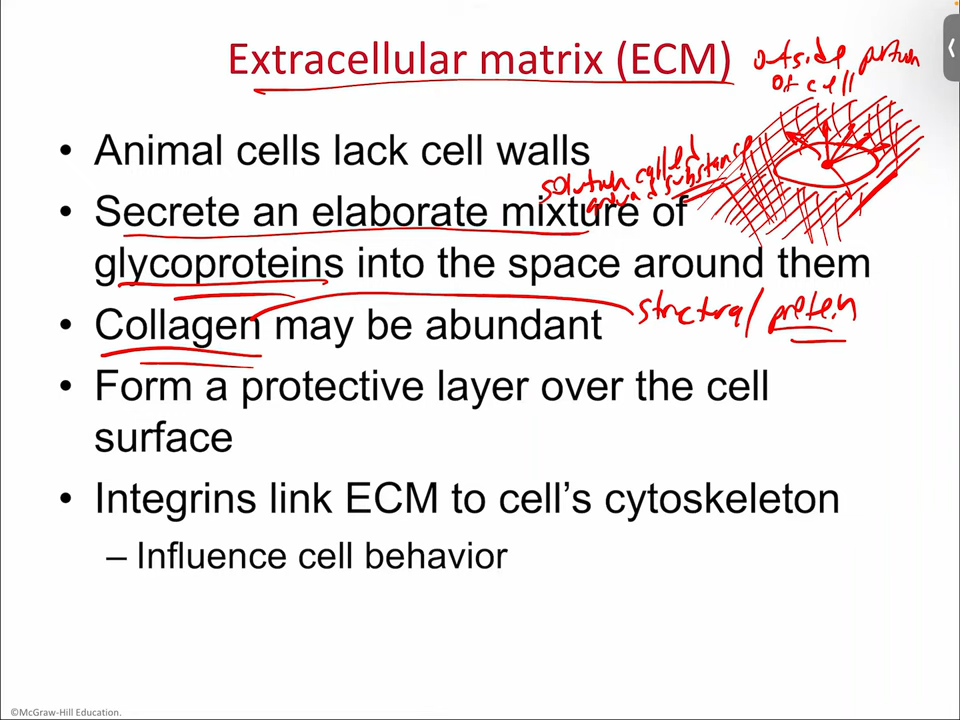 Extracellular matrix (ECM)
outside portion
of cell
• Animal cells lack cell walls
solution called
ground substance
• Secrete an elaborate mixture of
glycoproteins into the space around them
• Collagen may be abundant
structural protein
• Form a protective layer over the cell
surface
• Integrins link ECM to cell's cytoskeleton
– Influence cell behavior
©McGraw-Hill Education.